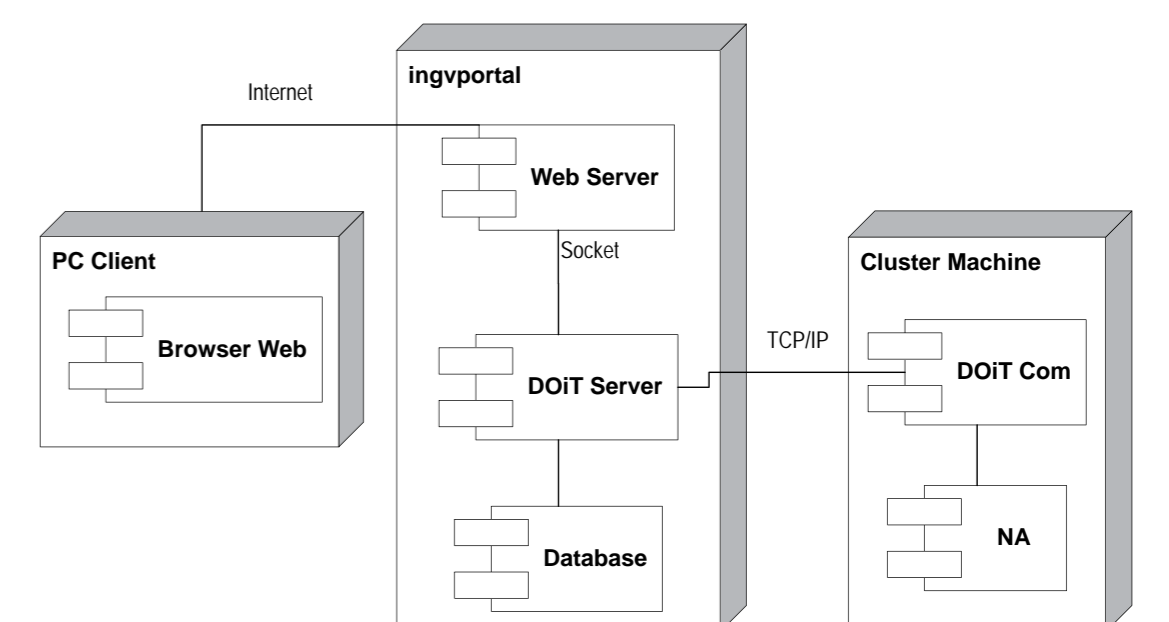 ingvportal
Internet
Web Server
Socket
PC Client
Browser Web
Cluster Machine
TCP/IP
DOiT Server
DOiT Com
Database
NA